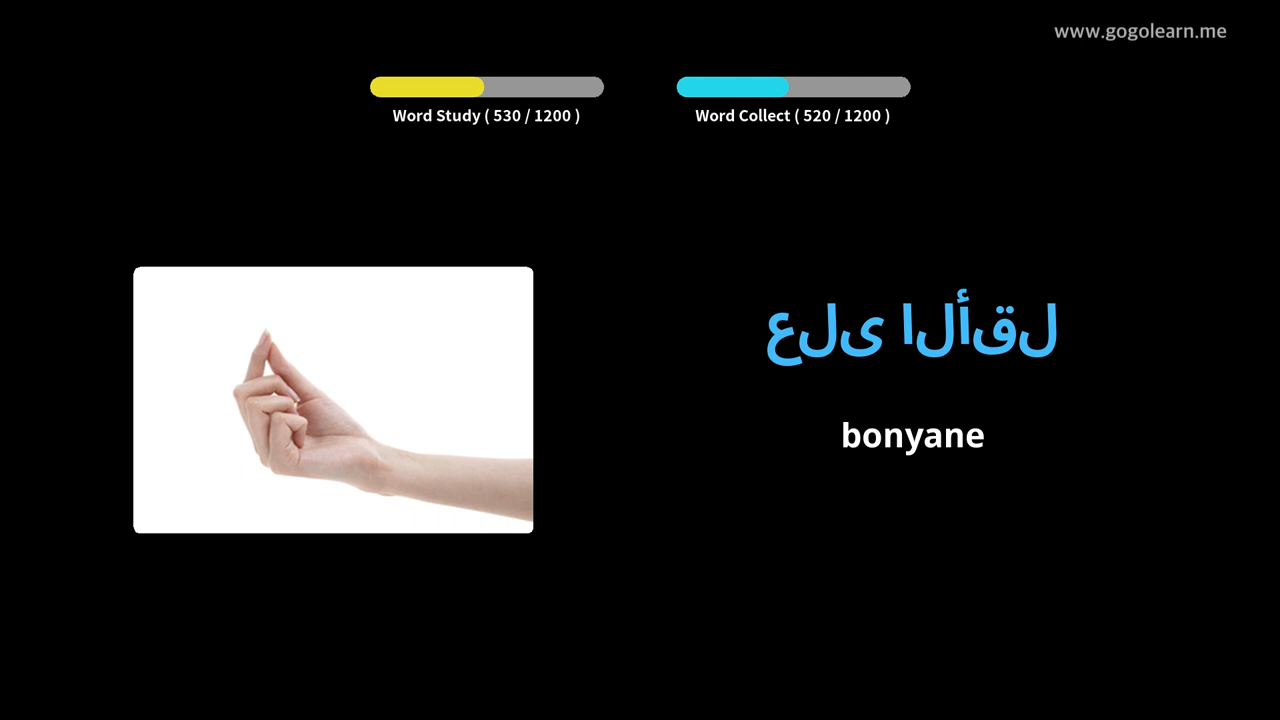 www.gogolearn.me
Word Study ( 530 / 1200 )
Word Collect ( 520 / 1200 )
على الأقل
bonyane